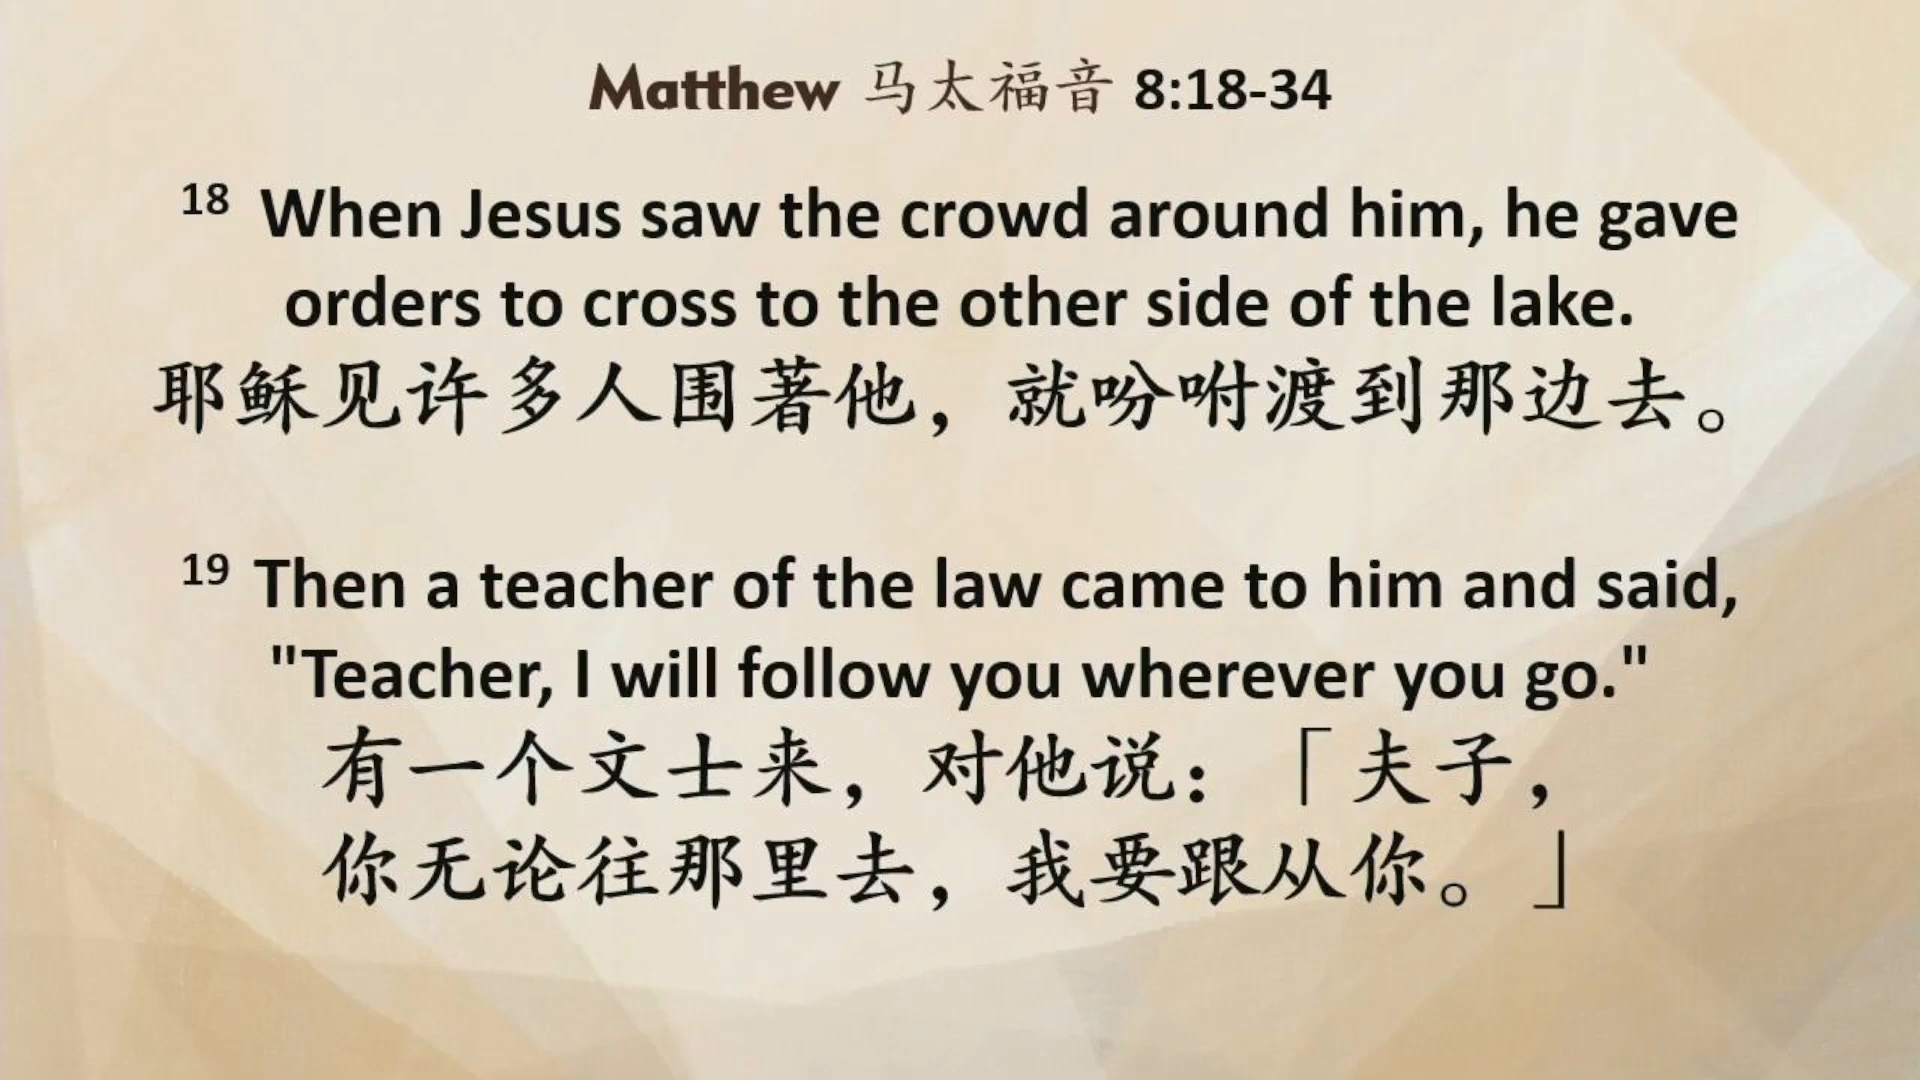 Matthew 马太福音 8:18-34
18 When Jesus saw the crowd around him, he gave
orders to cross to the other side of the lake.
耶稣见许多人围著他，就吩咐渡到那边去。
19 Then a teacher of the law came to him and said,
"Teacher, I will follow you wherever you go."
有一个文士来，对他说：「夫子，
你无论往那里去，我要跟从你。」